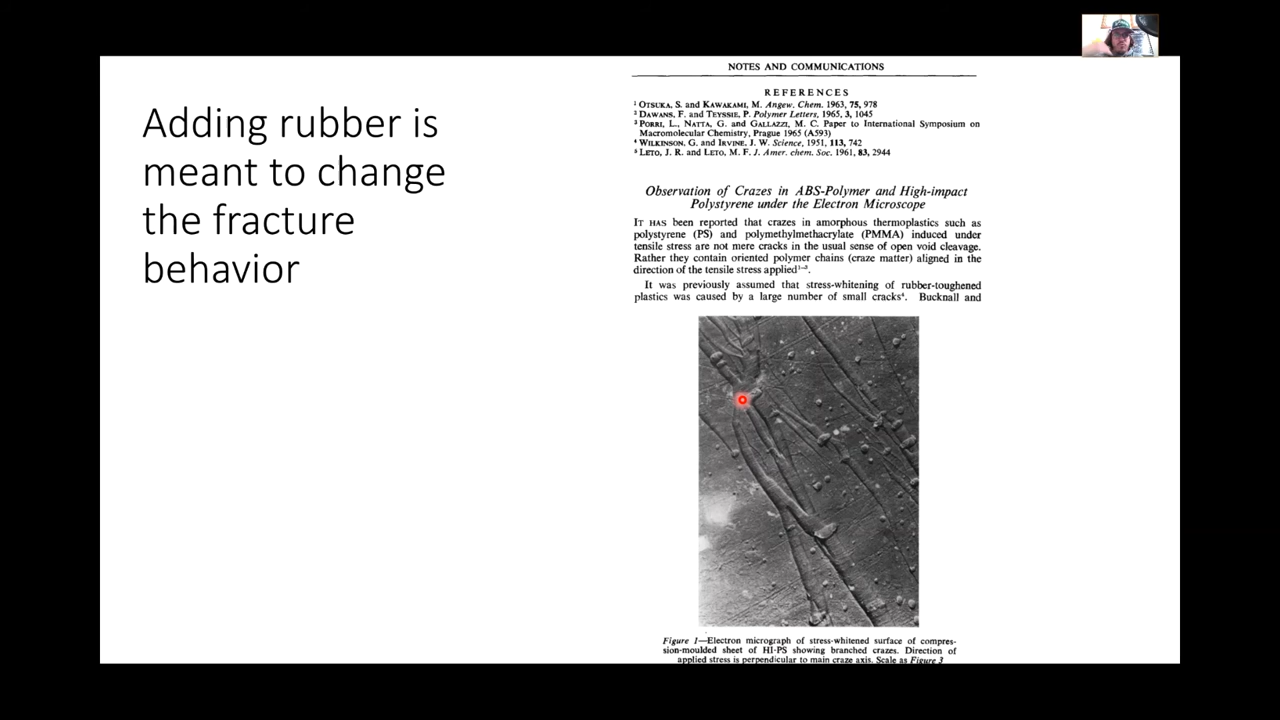 Adding rubber is
meant to change
the fracture
behavior
NOTES AND COMMUNICATIONS
REFERENCES
¹ OTSUKA, S. and KAWAKAMI, M. Angew. Chem. 1963, 75, 978
² DAWANS, F. and TEYSSIE, P. Polymer Letters, 1965, 3, 1045
³ PORRI, L., NATTA, G. and GALLAZZI, M. C. Paper to International Symposium on
Macromolecular Chemistry, Prague 1965 (A593)
⁴ WILKINSON, G. and IRVINE, J. W. Science, 1951, 113, 742
⁵ LETO, J. R. and LETO, M. F. J. Amer. chem. Soc. 1961, 83, 2944
Observation of Crazes in ABS-Polymer and High-impact
Polystyrene under the Electron Microscope
IT HAS been reported that crazes in amorphous thermoplastics such as
polystyrene (PS) and polymethylmethacrylate (PMMA) induced under
tensile stress are not mere cracks in the usual sense of open void cleavage.
Rather they contain oriented polymer chains (craze matter) aligned in the
direction of the tensile stress applied¹⁻³.
It was previously assumed that stress-whitening of rubber-toughened
plastics was caused by a large number of small cracks⁴. Bucknall and
Figure 1—Electron micrograph of stress-whitened surface of compres-
sion-moulded sheet of HI-PS showing branched crazes. Direction of
applied stress is perpendicular to main craze axis. Scale as Figure 3